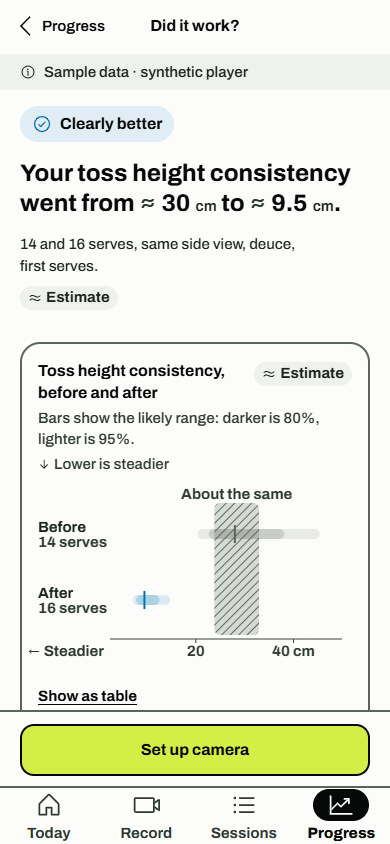 Progress
Did it work?
Sample data · synthetic player
Clearly better
Your toss height consistency
went from ≈ 30 cm to ≈ 9.5 cm.
14 and 16 serves, same side view, deuce,
first serves.
≈ Estimate
Toss height consistency,
before and after
≈ Estimate
Bars show the likely range: darker is 80%,
lighter is 95%.
↓ Lower is steadier
About the same
Before
14 serves
After
16 serves
← Steadier
20
40 cm
Show as table
Set up camera
Today
Record
Sessions
Progress